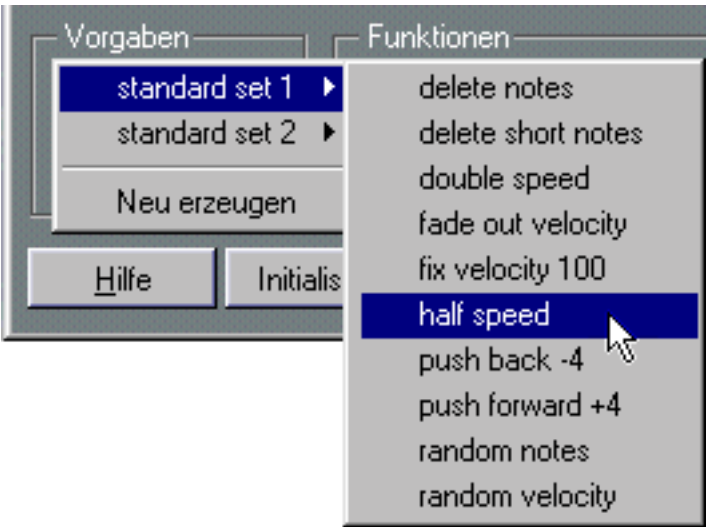 Vorgaben
Funktionen
standard set 1
standard set 2
Neu erzeugen
Hilfe
Initialis
delete notes
delete short notes
double speed
fade out velocity
fix velocity 100
half speed
push back -4
push forward +4
random notes
random velocity